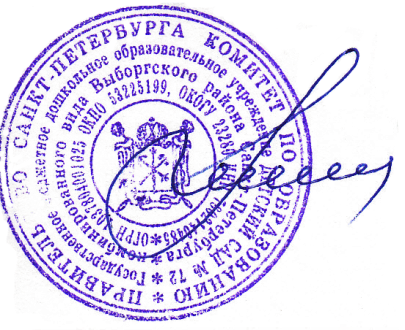 ПРАВИТЕЛЬСТВО САНКТ-ПЕТЕРБУРГА КОМИТЕТ ПО ОБРАЗОВАНИЮ *
Государственное бюджетное дошкольное образовательное учреждение ДЕТСКИЙ САД № 72 *
комбинированного вида Выборгского района Санкт-Петербурга *
ОКПО 53225199, ОКОГУ
* ОГРН